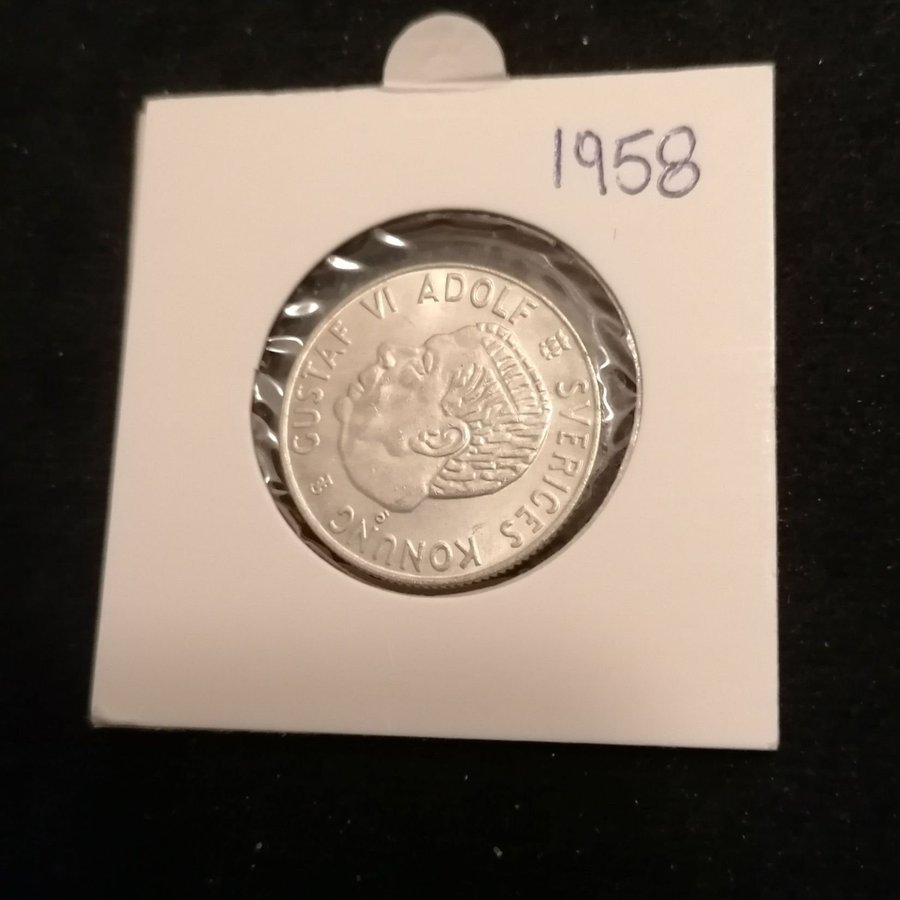 1958
GUSTAF VI ADOLF SVERIGES KONUNG